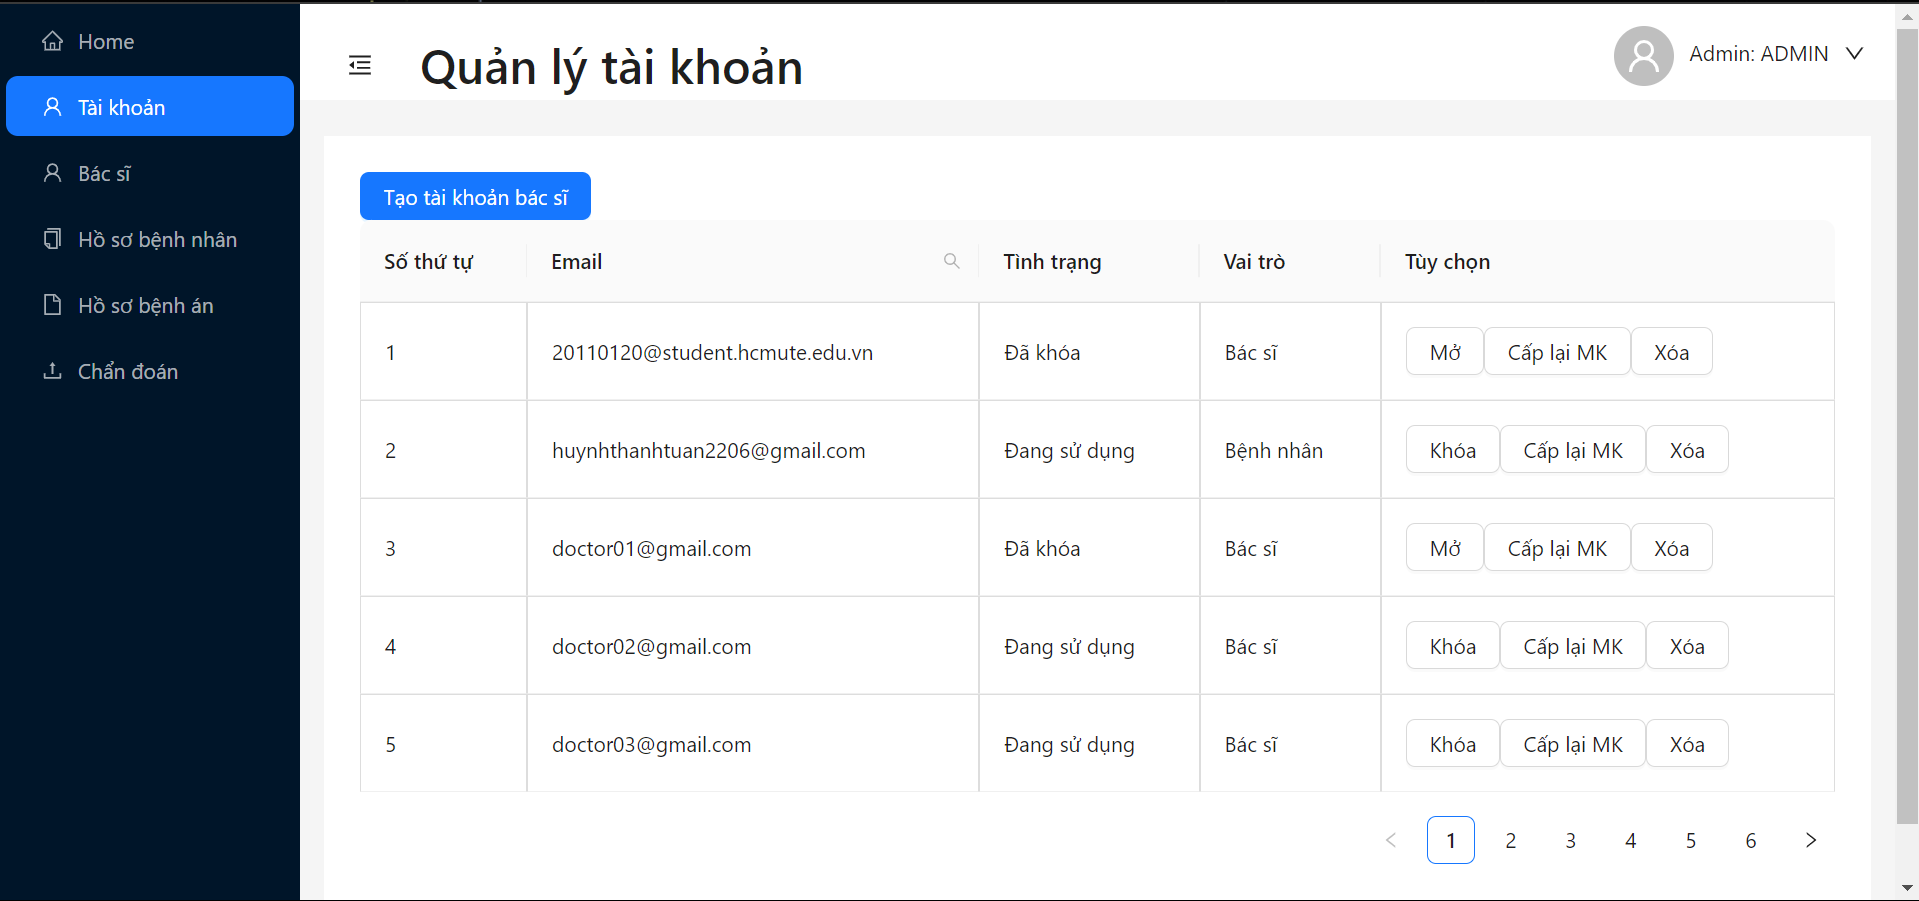 Home
Tài khoản
Bác sĩ
Hồ sơ bệnh nhân
Hồ sơ bệnh án
Chẩn đoán
Quản lý tài khoản
Admin: ADMIN
Tạo tài khoản bác sĩ
Số thứ tự Email Tình trạng Vai trò Tùy chọn
1 20110120@student.hcmute.edu.vn Đã khóa Bác sĩ Mở Cấp lại MK Xóa
2 huynhthanhtuan2206@gmail.com Đang sử dụng Bệnh nhân Khóa Cấp lại MK Xóa
3 doctor01@gmail.com Đã khóa Bác sĩ Mở Cấp lại MK Xóa
4 doctor02@gmail.com Đang sử dụng Bác sĩ Khóa Cấp lại MK Xóa
5 doctor03@gmail.com Đang sử dụng Bác sĩ Khóa Cấp lại MK Xóa
1 2 3 4 5 6